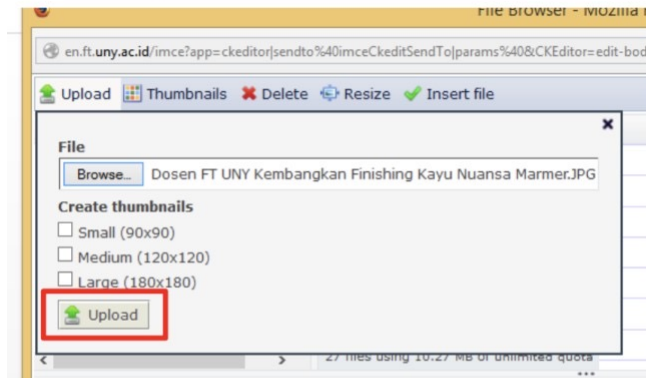 File Browser - Mozilla
en.ft.uny.ac.id/imce?app=ckeditor|sendto%40imceCkeditSendTo|params%40&CKEditor=edit-bod
Upload Thumbnails Delete Resize Insert file
File
Browse... Dosen FT UNY Kembangkan Finishing Kayu Nuansa Marmer.JPG
Create thumbnails
Small (90x90)
Medium (120x120)
Large (180x180)
Upload
27 files using 10.27 MB of unlimited quota